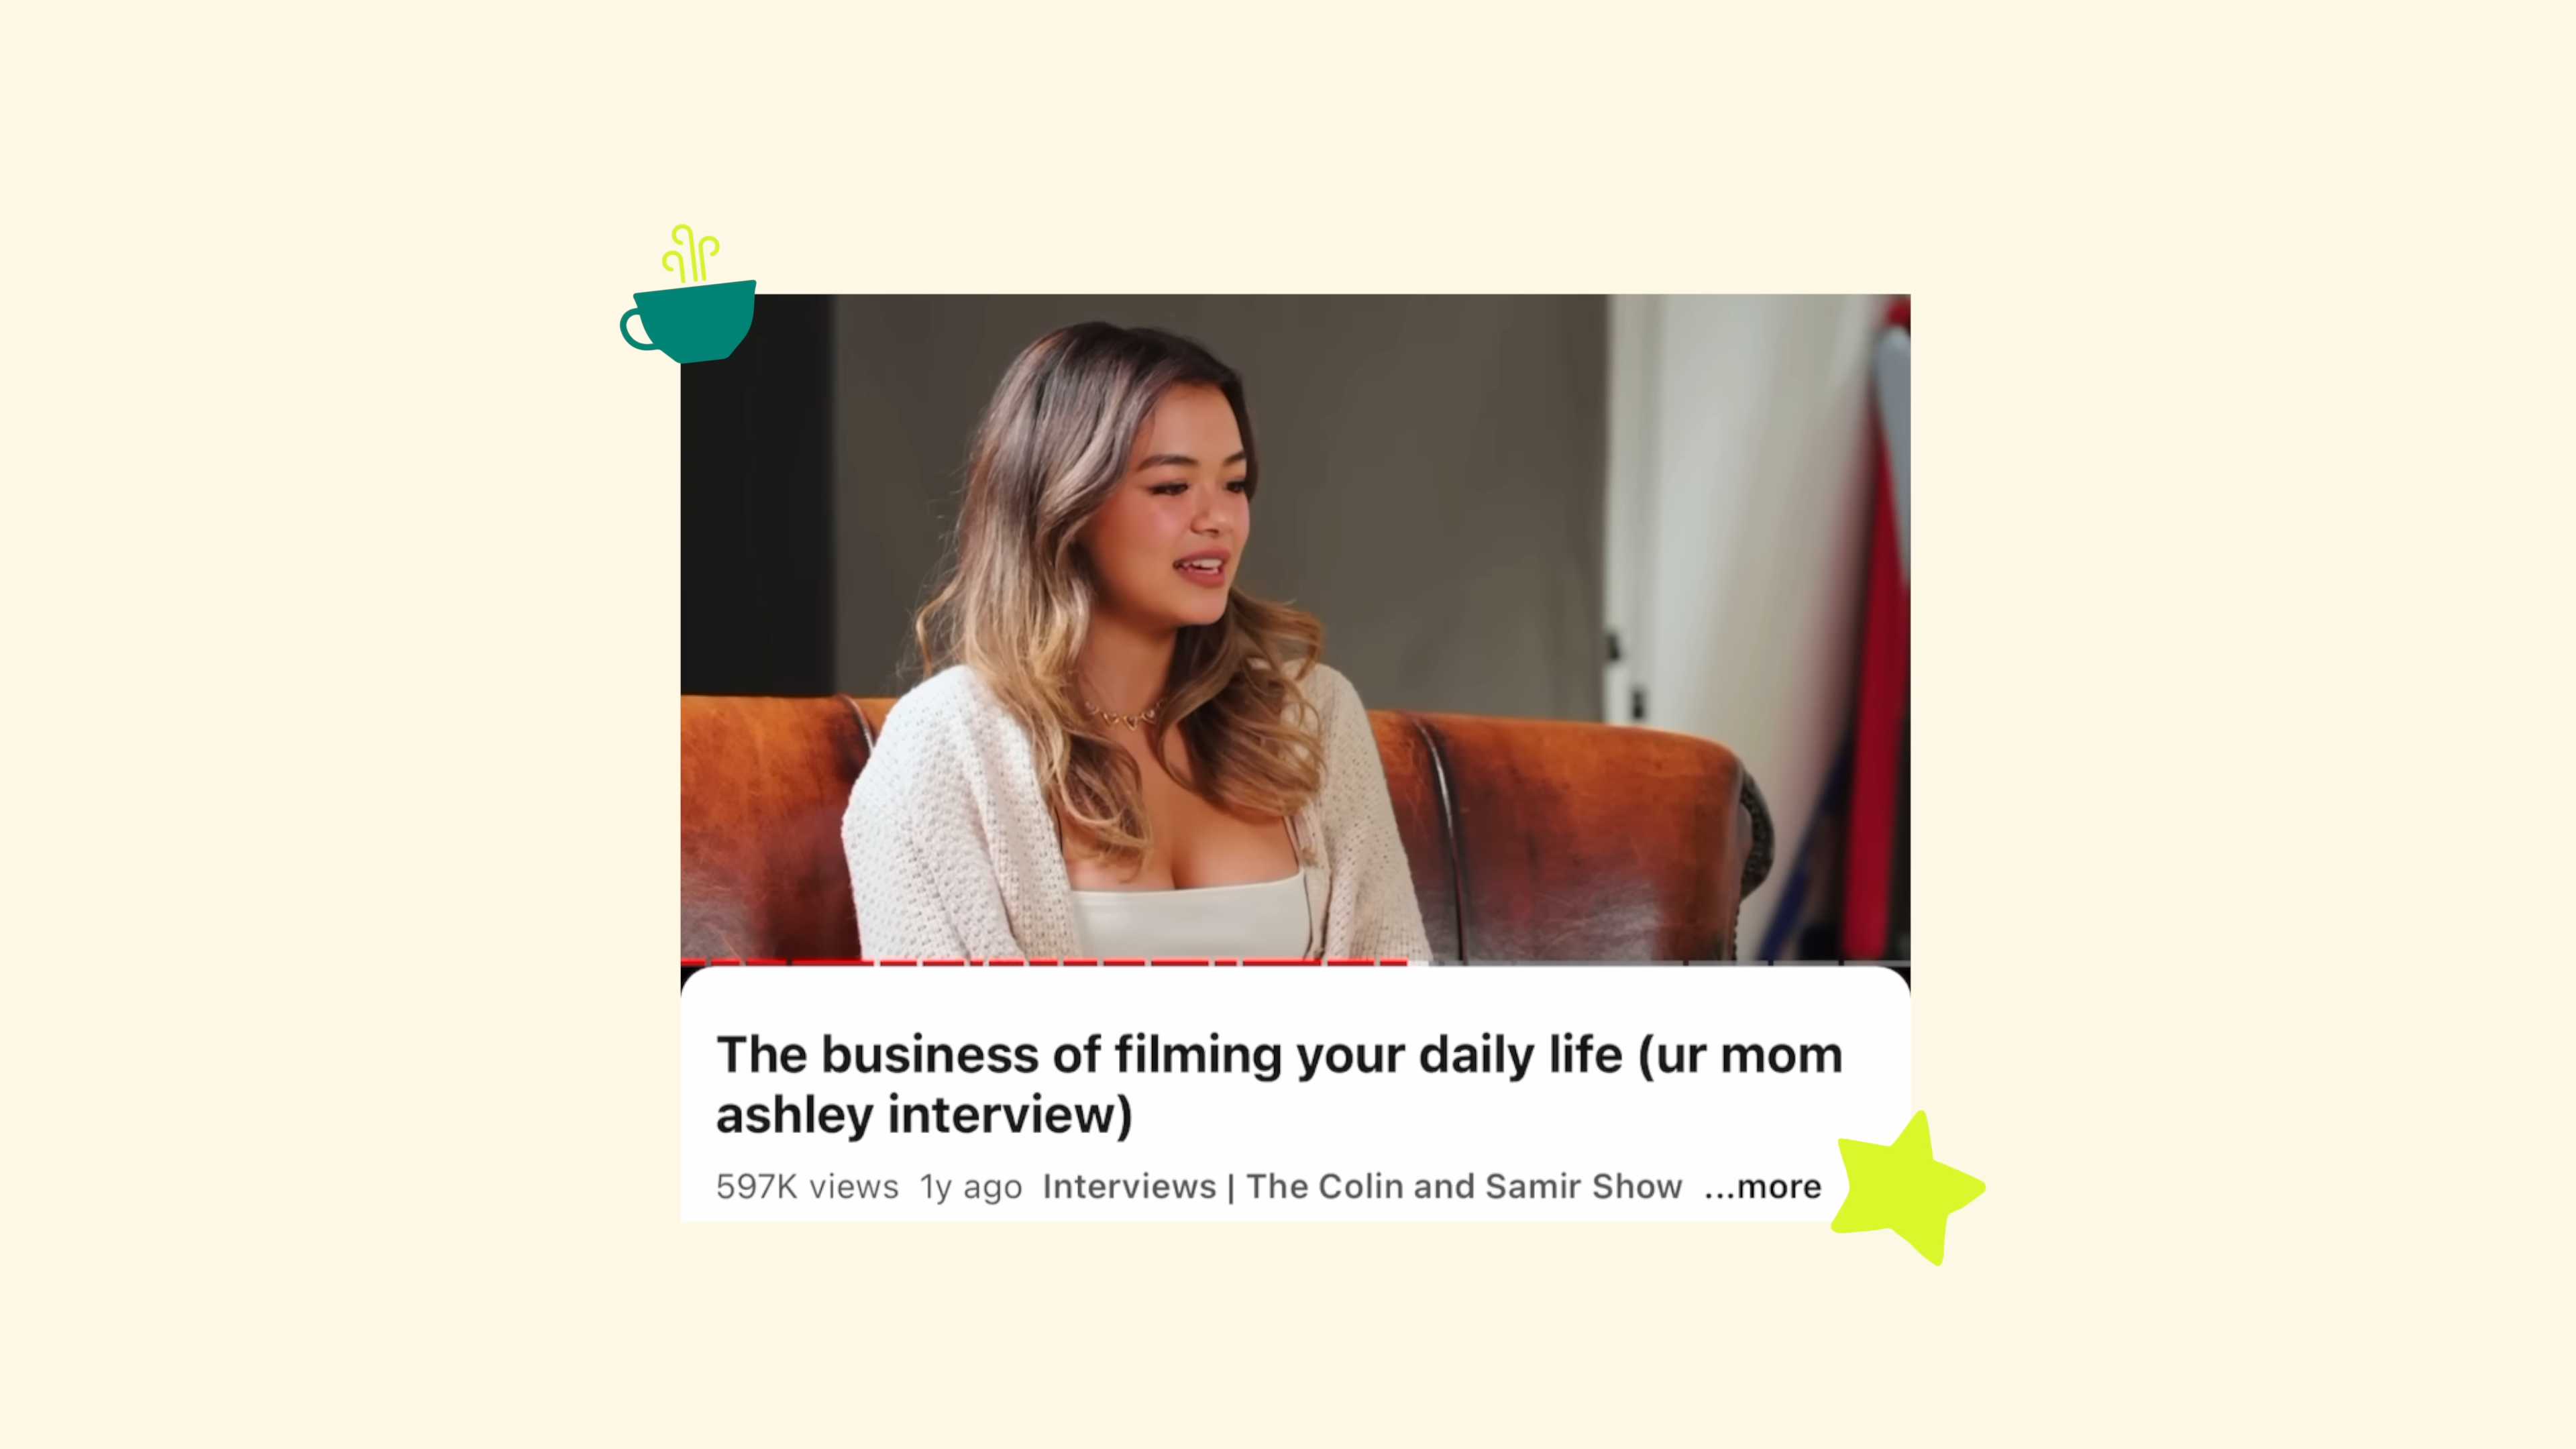 The business of filming your daily life (ur mom
ashley interview)
597K views 1y ago Interviews | The Colin and Samir Show ...more